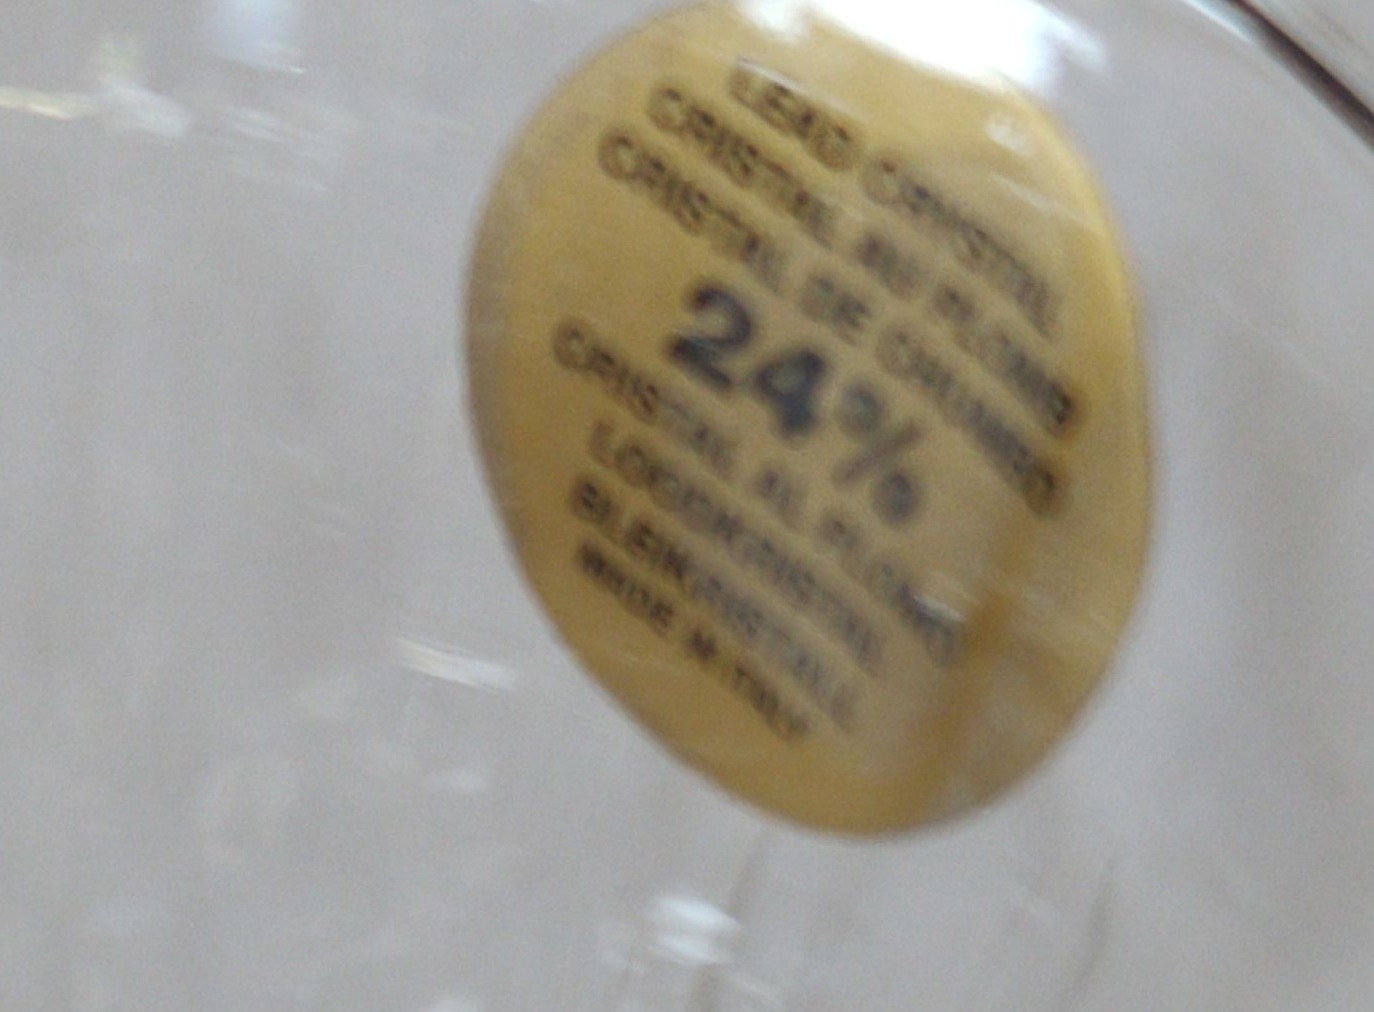 LEAD CRYSTAL
CRISTAL AU PLOMB
CRISTAL DE CHUMBO
24%
CRISTAL AL PLOMO
LOODKRISTAL
BLEIKRISTALL
MADE IN ITALY